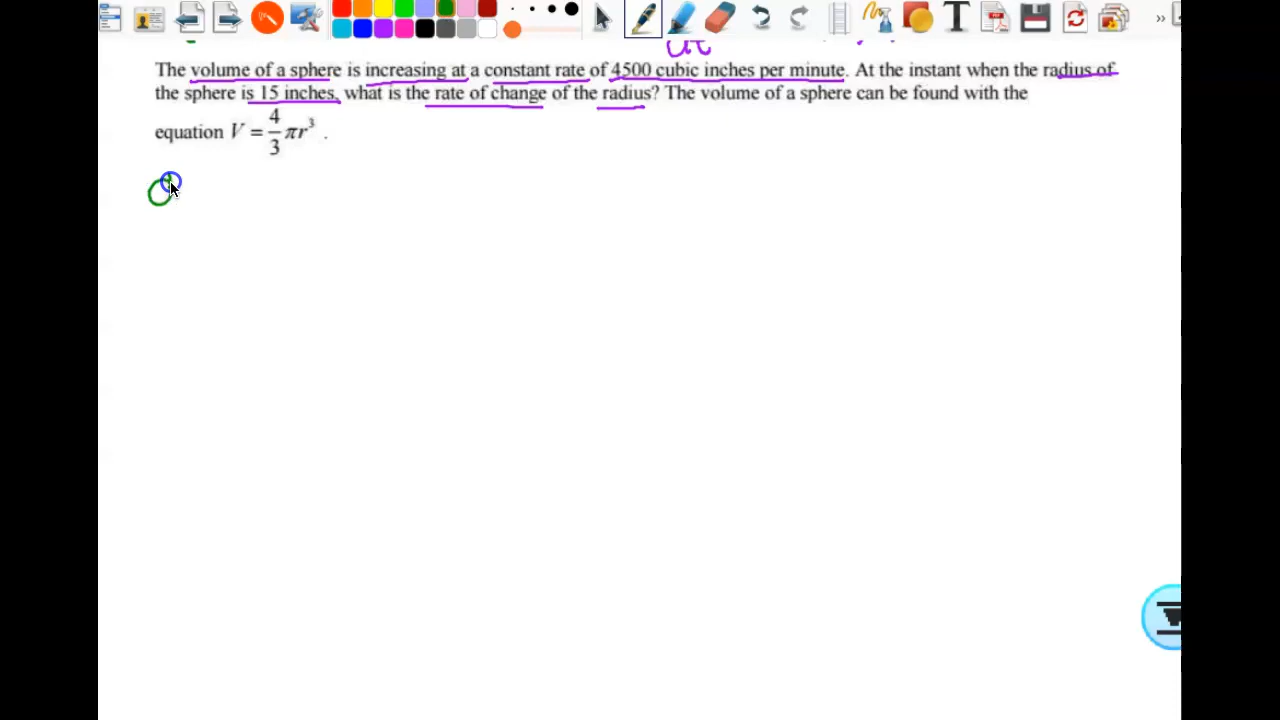 dt
The volume of a sphere is increasing at a constant rate of 4500 cubic inches per minute. At the instant when the radius of
the sphere is 15 inches, what is the rate of change of the radius? The volume of a sphere can be found with the
equation V = 4/3 πr³ .